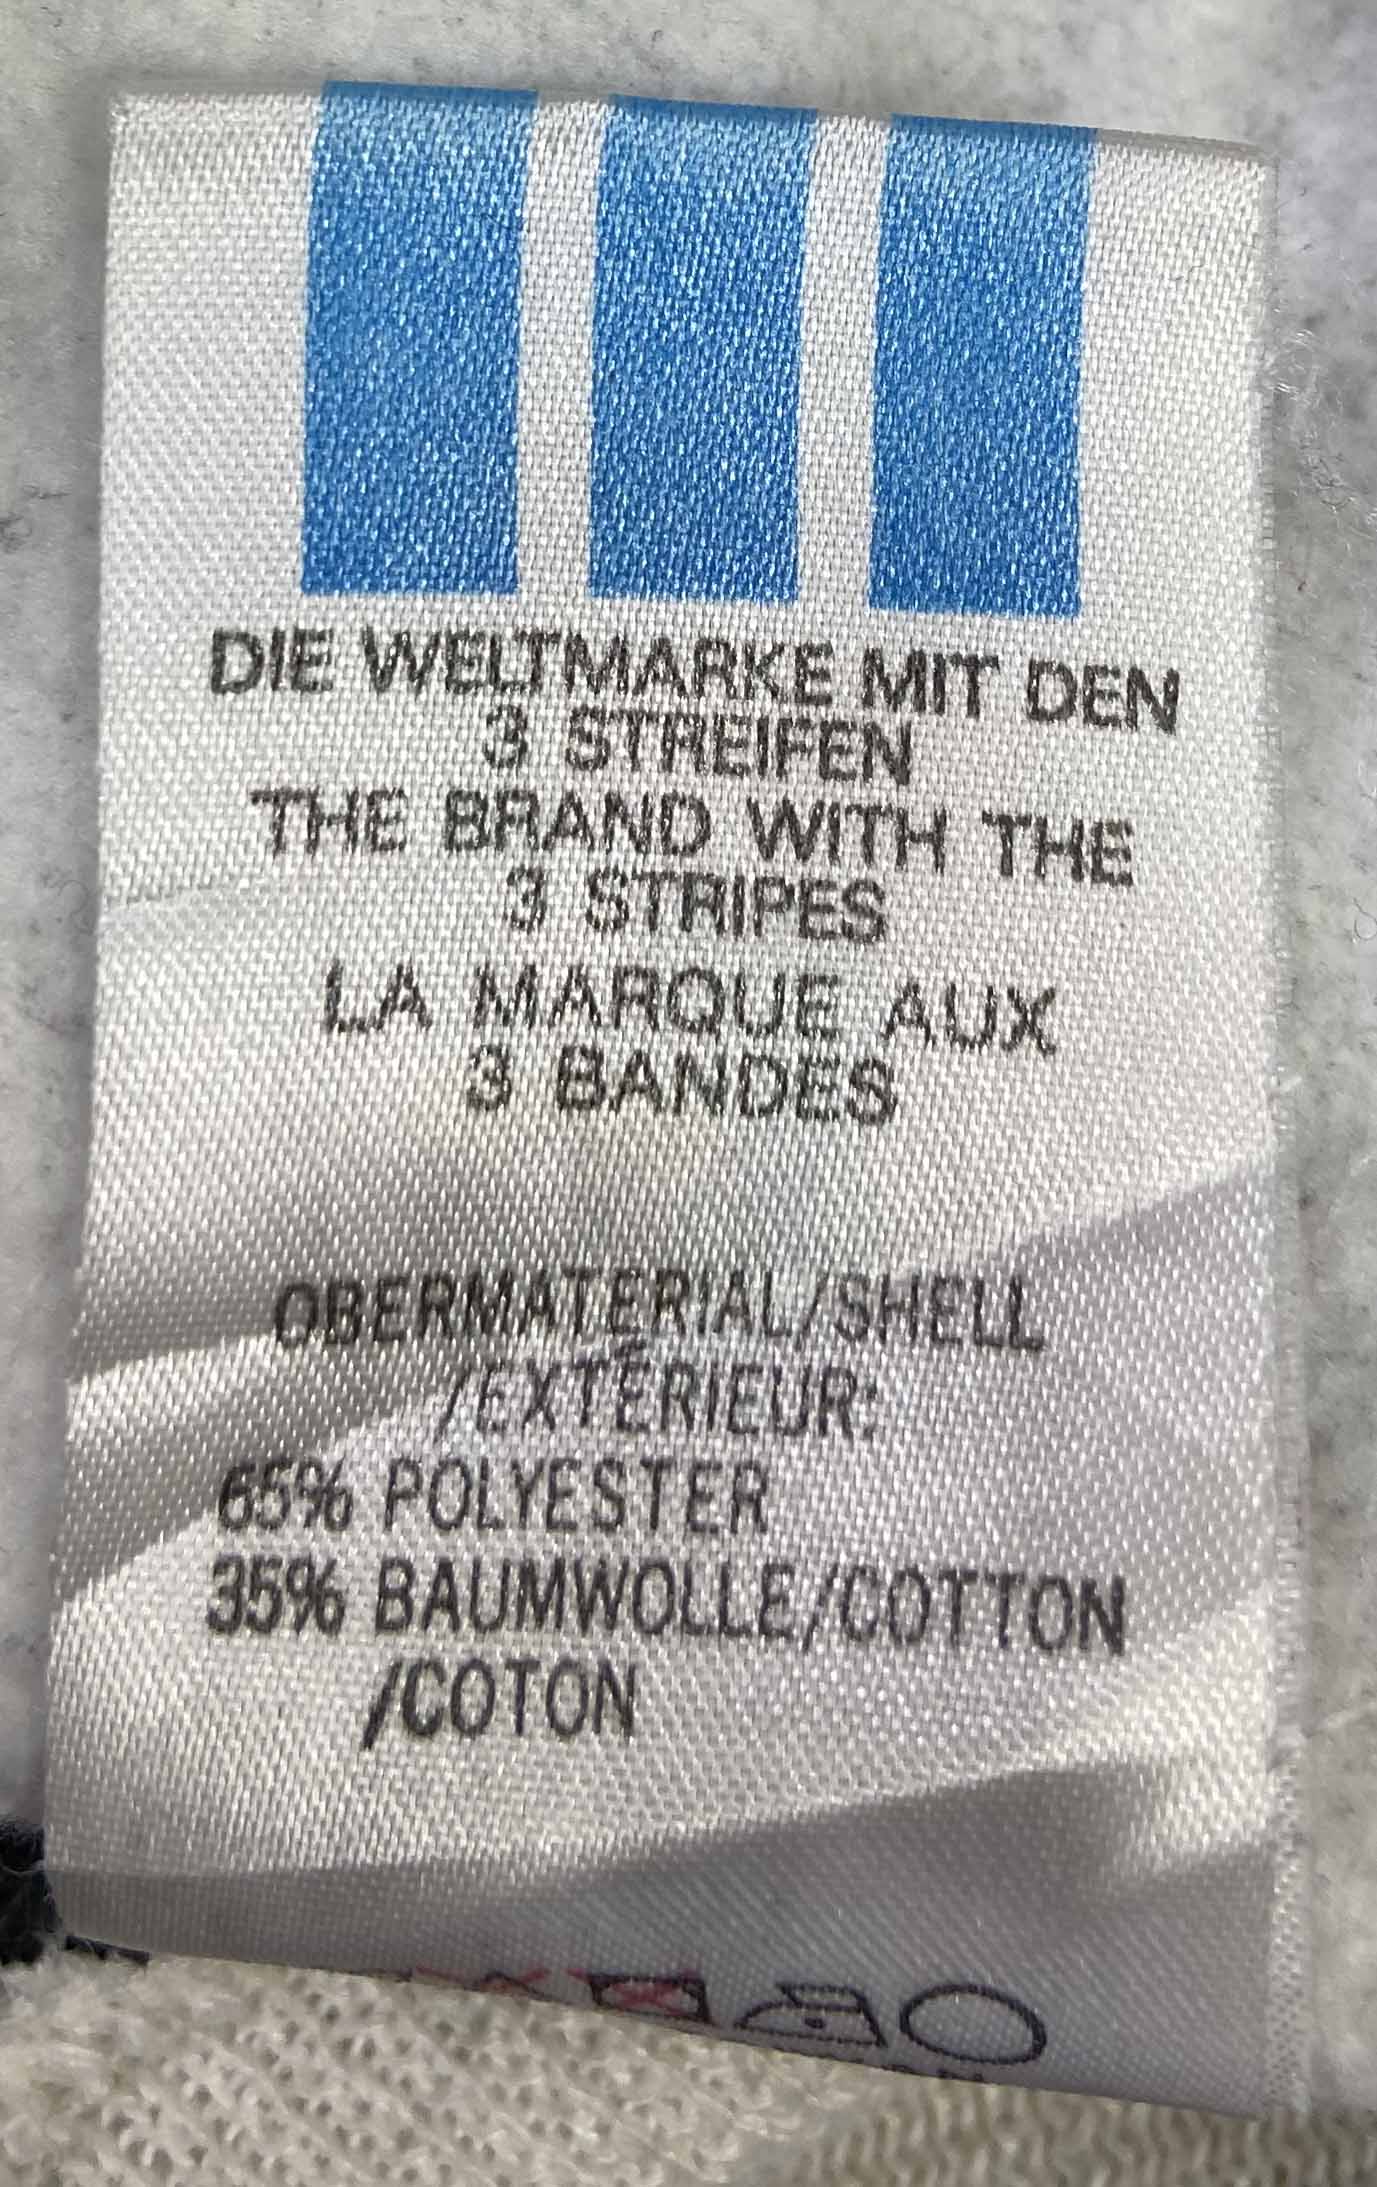 DIE WELTMARKE MIT DEN
3 STREIFEN
THE BRAND WITH THE
3 STRIPES
LA MARQUE AUX
3 BANDES
OBERMATERIAL/SHELL
/EXTÉRIEUR:
65% POLYESTER
35% BAUMWOLLE/COTTON
/COTON